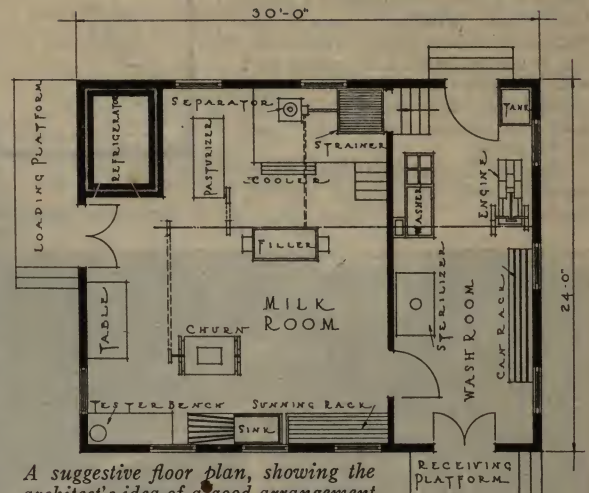 30'-0"
LOADING PLATFORM
REFRIGERATOR
SEPARATOR
PASTURIZER
STRAINER
COOLER
TANK
ENGINE
WASHER
FILLER
24'-0"
TABLE
MILK
ROOM
CHURN
STERILIZER
WASH ROOM
CAN RACK
TESTER BENCH
SINK
SUNNING RACK
RECEIVING
PLATFORM
A suggestive floor plan, showing the
architect's idea of a good arrangement